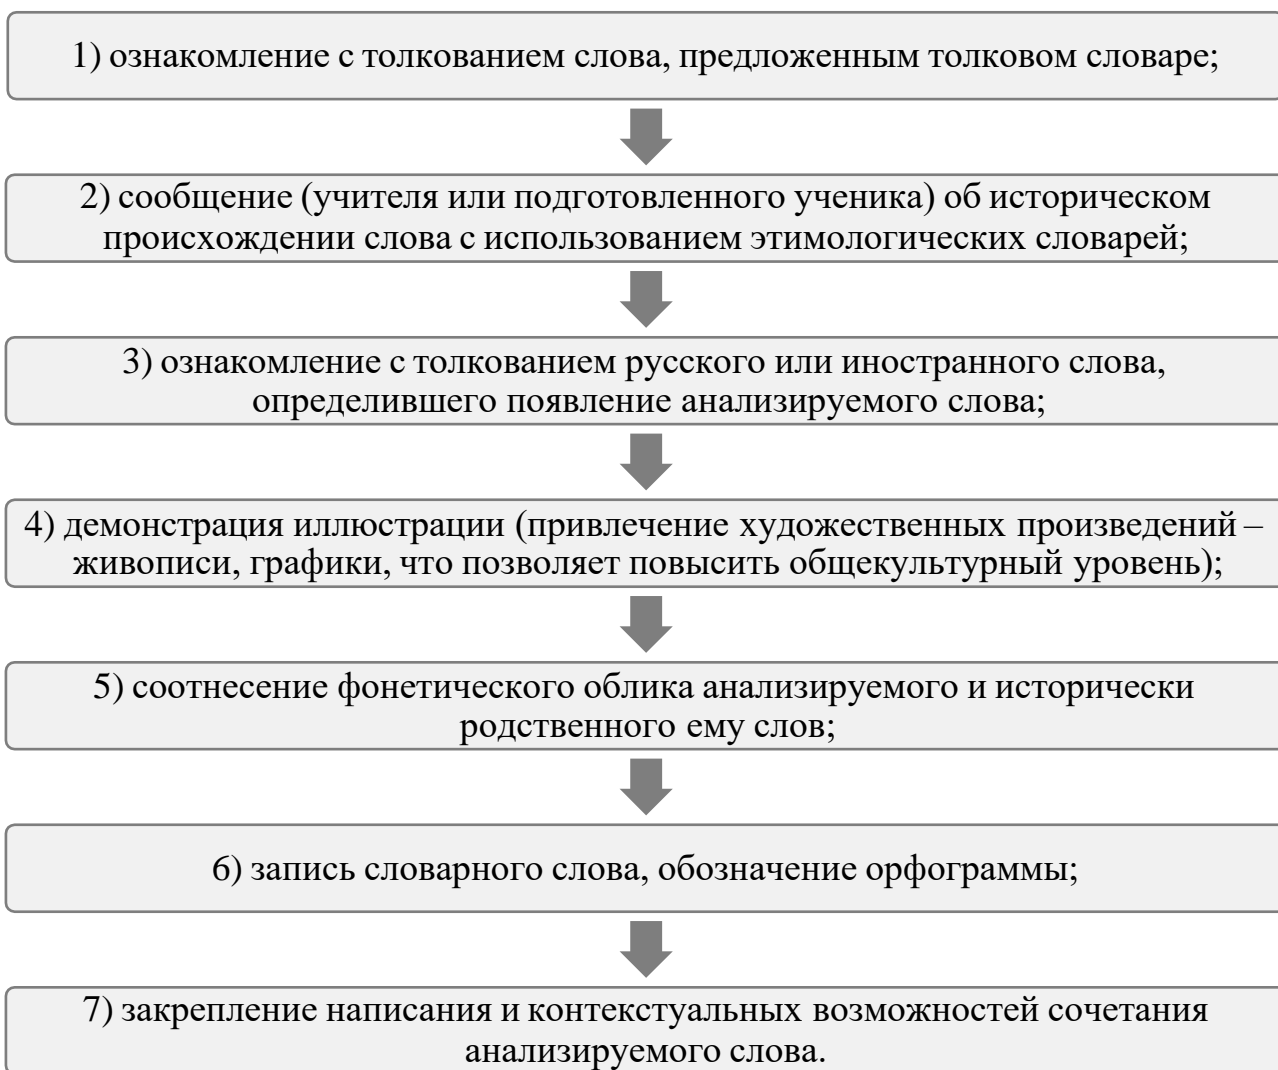 1) ознакомление с толкованием слова, предложенным толковом словаре;
2) сообщение (учителя или подготовленного ученика) об историческом
происхождении слова с использованием этимологических словарей;
3) ознакомление с толкованием русского или иностранного слова,
определившего появление анализируемого слова;
4) демонстрация иллюстрации (привлечение художественных произведений –
живописи, графики, что позволяет повысить общекультурный уровень);
5) соотнесение фонетического облика анализируемого и исторически
родственного ему слов;
6) запись словарного слова, обозначение орфограммы;
7) закрепление написания и контекстуальных возможностей сочетания
анализируемого слова.